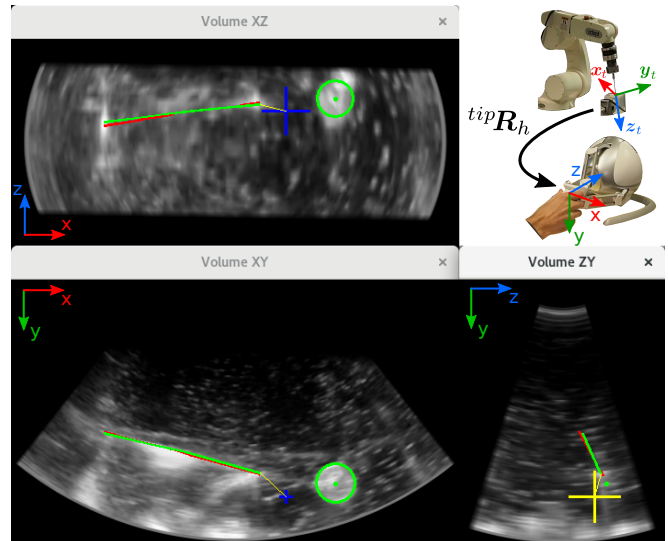 Volume XZ
×
z
x
x_t
y_t
z_t
^{tip}R_h
z
x
y
Volume XY
×
x
y
Volume ZY
×
z
y